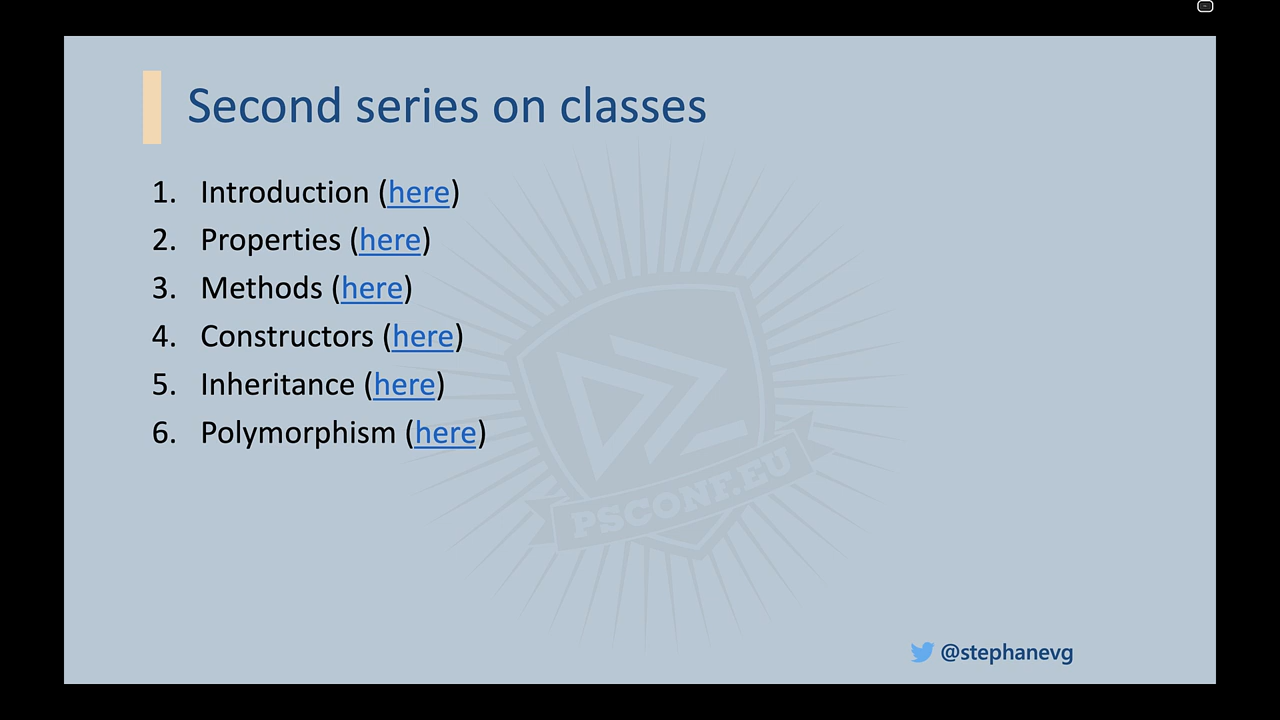 Second series on classes
1. Introduction (here)
2. Properties (here)
3. Methods (here)
4. Constructors (here)
5. Inheritance (here)
6. Polymorphism (here)
PSCONF.EU
@stephanevg